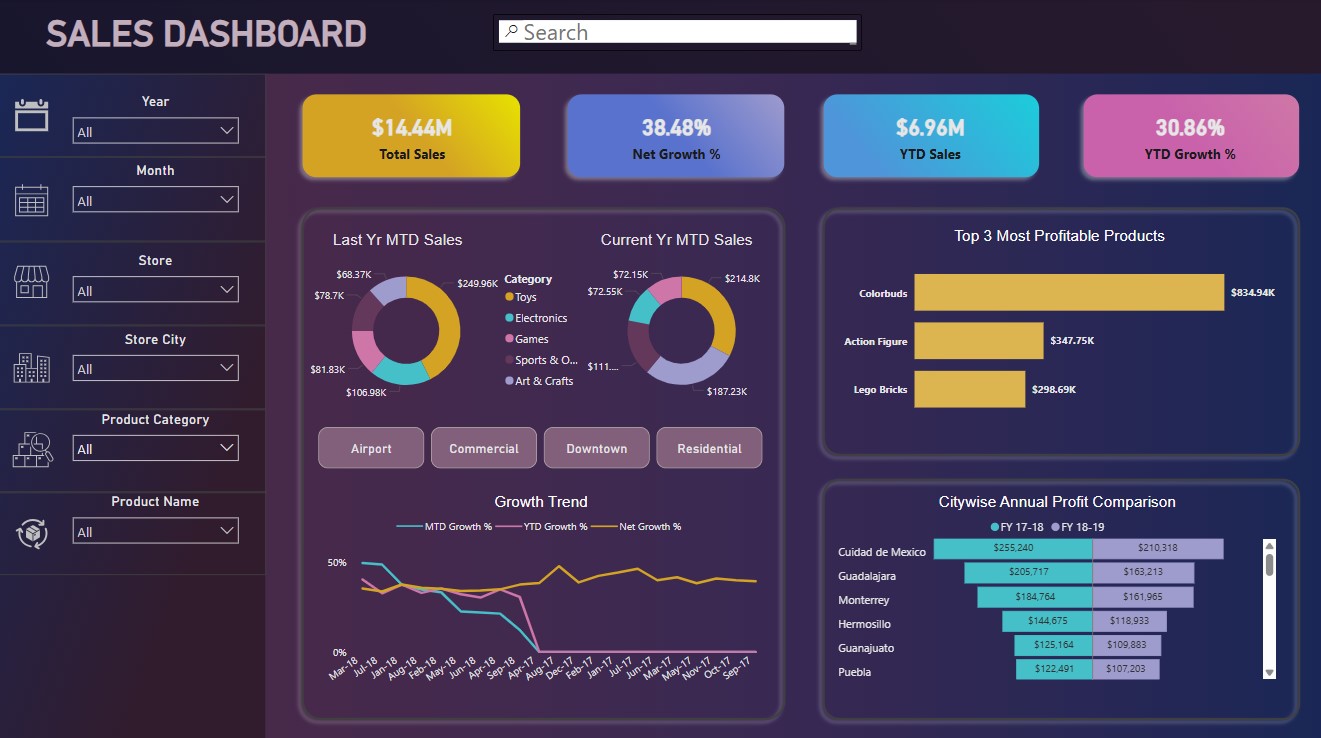 SALES DASHBOARD
Search
Year
All
Month
All
Store
All
Store City
All
Product Category
All
Product Name
All
$14.44M
Total Sales
38.48%
Net Growth %
$6.96M
YTD Sales
30.86%
YTD Growth %
Last Yr MTD Sales
$68.37K
$78.7K
$81.83K
$106.98K
$249.96K
Category
Toys
Electronics
Games
Sports & O...
Art & Crafts
Current Yr MTD Sales
$72.15K
$72.55K
$111....
$187.23K
$214.8K
Airport
Commercial
Downtown
Residential
Growth Trend
MTD Growth % YTD Growth % Net Growth %
50%
0%
Mar-18 Jul-18 Jan-18 Aug-18 Feb-18 May-18 Jun-18 Apr-18 Sep-18 Apr-17 Aug-17 Dec-17 Feb-17 Jan-17 Jul-17 Jun-17 Mar-17 May-17 Nov-17 Oct-17 Sep-17
Top 3 Most Profitable Products
Colorbuds $834.94K
Action Figure $347.75K
Lego Bricks $298.69K
Citywise Annual Profit Comparison
FY 17-18 FY 18-19
Cuidad de Mexico $255,240 $210,318
Guadalajara $205,717 $163,213
Monterrey $184,764 $161,965
Hermosillo $144,675 $118,933
Guanajuato $125,164 $109,883
Puebla $122,491 $107,203